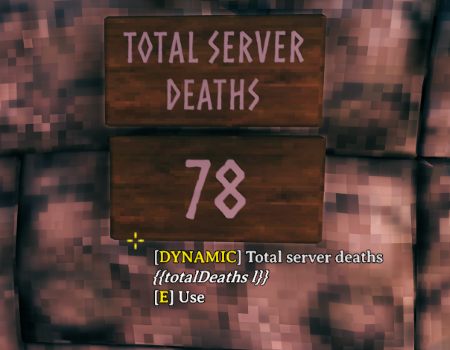 TOTAL SERVER
DEATHS
78
[DYNAMIC] Total server deaths
{{totalDeaths l}}
[E] Use